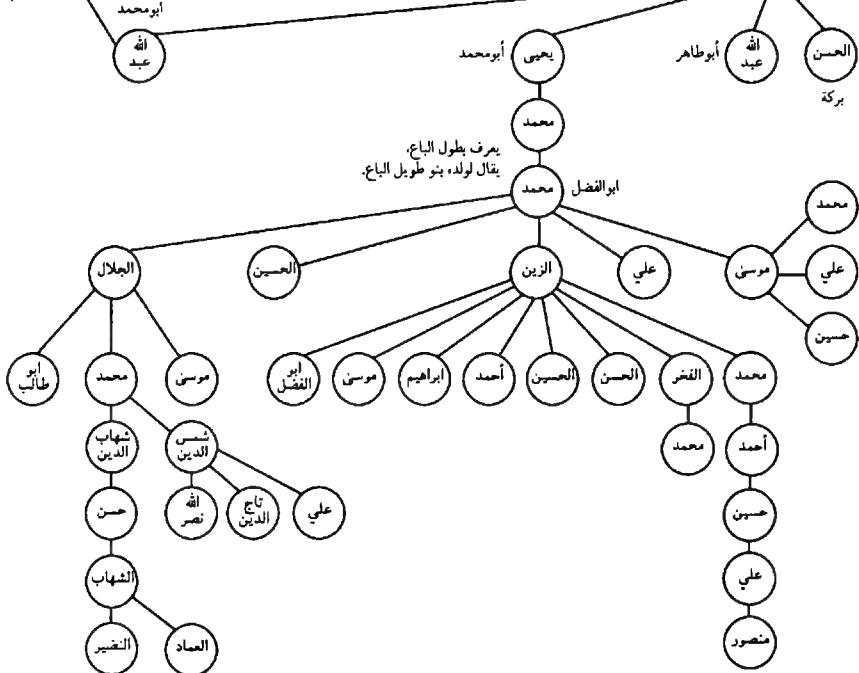 ابومحمد
الله
عبد
يحيى
أبومحمد
الله
عبد
أبوطاهر
الحسن
بركة
محمد
يعرف بطول الباع،
يقال لولده بنو طويل الباع.
محمد
ابوالفضل
محمد
علي
حسين
موسى
علي
الزين
الحسين
الجلال
محمد
الفخر
الحسن
الحسين
أحمد
ابراهيم
موسى
ابو
الفضل
موسى
محمد
ابو
طالب
أحمد
محمد
شمس
الدين
شهاب
الدين
حسين
علي
تاج
الدين
الله
نصر
حسن
علي
الشهاب
منصور
العماد
النضير